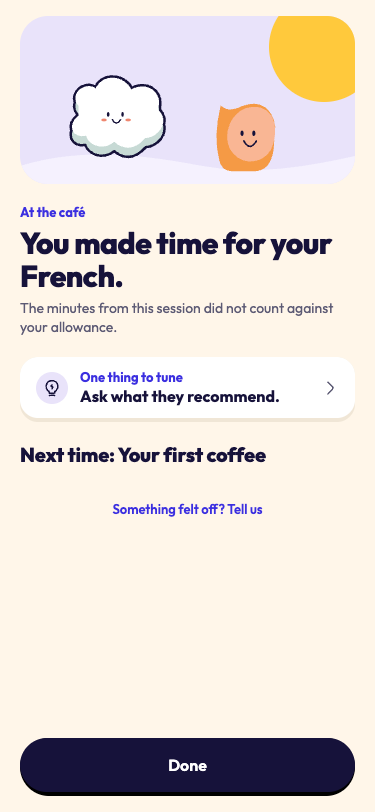 At the café
You made time for your
French.
The minutes from this session did not count against
your allowance.
One thing to tune
Ask what they recommend.
Next time: Your first coffee
Something felt off? Tell us
Done